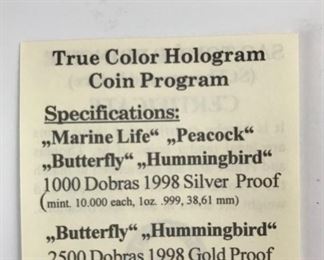 True Color Hologram
Coin Program
Specifications:
„Marine Life” „Peacock”
„Butterfly” „Hummingbird”
1000 Dobras 1998 Silver Proof
(mint. 10.000 each, 1oz. .999, 38,61 mm)
„Butterfly” „Hummingbird”
2500 Dobras 1998 Gold Proof